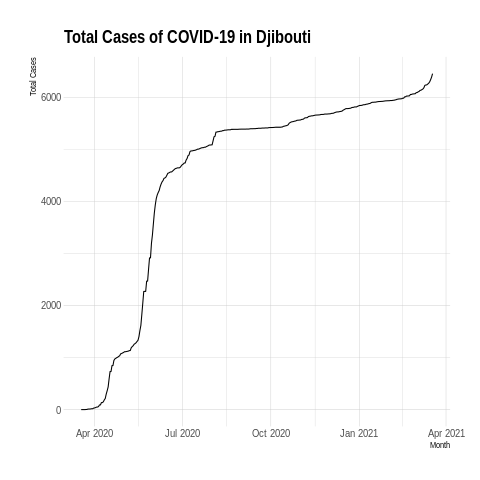 Total Cases of COVID-19 in Djibouti
Total Cases
6000
4000
2000
0
Apr 2020 Jul 2020 Oct 2020 Jan 2021 Apr 2021
Month